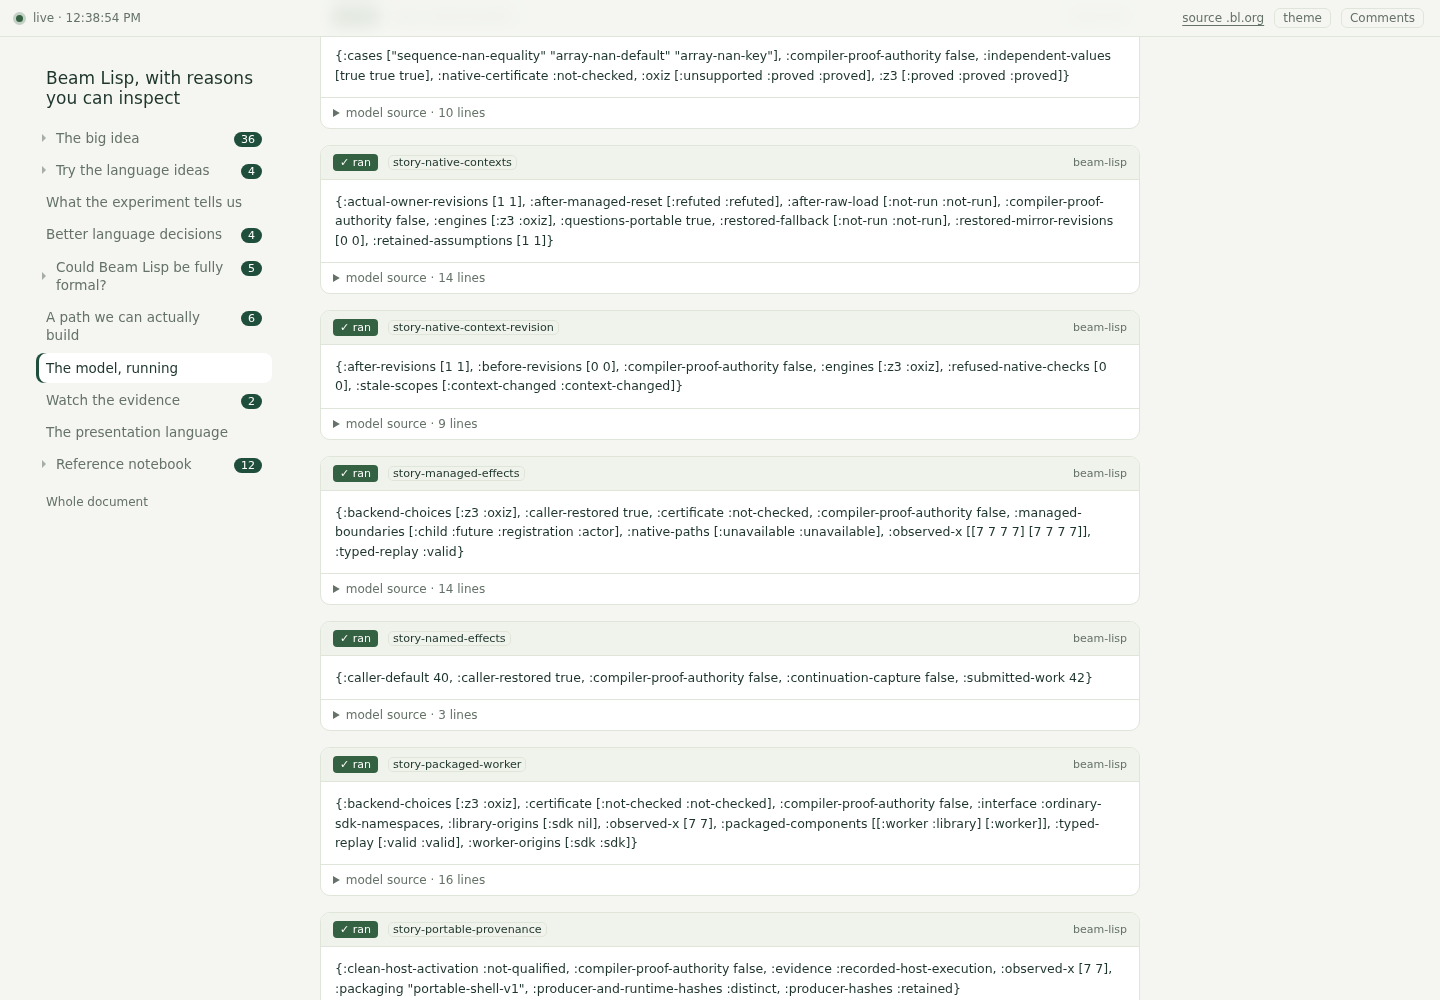 live · 12:38:54 PM
source .bl.org
theme
Comments
Beam Lisp, with reasons
you can inspect
The big idea 36
Try the language ideas 4
What the experiment tells us
Better language decisions 4
Could Beam Lisp be fully
formal? 5
A path we can actually
build 6
The model, running
Watch the evidence 2
The presentation language
Reference notebook 12
Whole document
{:cases ["sequence-nan-equality" "array-nan-default" "array-nan-key"], :compiler-proof-authority false, :independent-values
[true true true], :native-certificate :not-checked, :oxiz [:unsupported :proved :proved], :z3 [:proved :proved :proved]}
model source · 10 lines
✓ ran story-native-contexts beam-lisp
{:actual-owner-revisions [1 1], :after-managed-reset [:refuted :refuted], :after-raw-load [:not-run :not-run], :compiler-proof-
authority false, :engines [:z3 :oxiz], :questions-portable true, :restored-fallback [:not-run :not-run], :restored-mirror-revisions
[0 0], :retained-assumptions [1 1]}
model source · 14 lines
✓ ran story-native-context-revision beam-lisp
{:after-revisions [1 1], :before-revisions [0 0], :compiler-proof-authority false, :engines [:z3 :oxiz], :refused-native-checks [0
0], :stale-scopes [:context-changed :context-changed]}
model source · 9 lines
✓ ran story-managed-effects beam-lisp
{:backend-choices [:z3 :oxiz], :caller-restored true, :certificate :not-checked, :compiler-proof-authority false, :managed-
boundaries [:child :future :registration :actor], :native-paths [:unavailable :unavailable], :observed-x [[7 7 7 7] [7 7 7 7]],
:typed-replay :valid}
model source · 14 lines
✓ ran story-named-effects beam-lisp
{:caller-default 40, :caller-restored true, :compiler-proof-authority false, :continuation-capture false, :submitted-work 42}
model source · 3 lines
✓ ran story-packaged-worker beam-lisp
{:backend-choices [:z3 :oxiz], :certificate [:not-checked :not-checked], :compiler-proof-authority false, :interface :ordinary-
sdk-namespaces, :library-origins [:sdk nil], :observed-x [7 7], :packaged-components [[:worker :library] [:worker]], :typed-
replay [:valid :valid], :worker-origins [:sdk :sdk]}
model source · 16 lines
✓ ran story-portable-provenance beam-lisp
{:clean-host-activation :not-qualified, :compiler-proof-authority false, :evidence :recorded-host-execution, :observed-x [7 7],
:packaging "portable-shell-v1", :producer-and-runtime-hashes :distinct, :producer-hashes :retained}